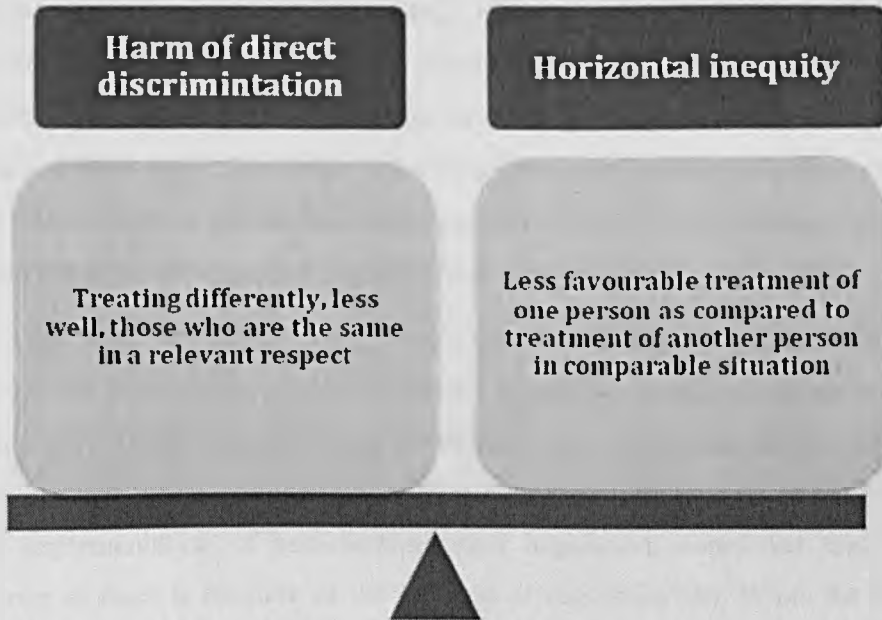 Harm of direct
discrimintation
Horizontal inequity
Treating differently, less
well, those who are the same
in a relevant respect
Less favourable treatment of
one person as compared to
treatment of another person
in comparable situation